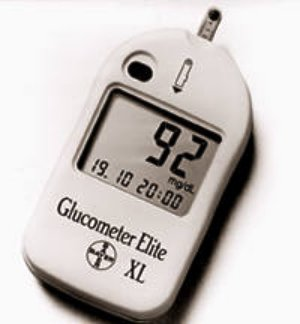 92
mg/dL
19. 10 20:00
Glucometer Elite
BAYER
XL